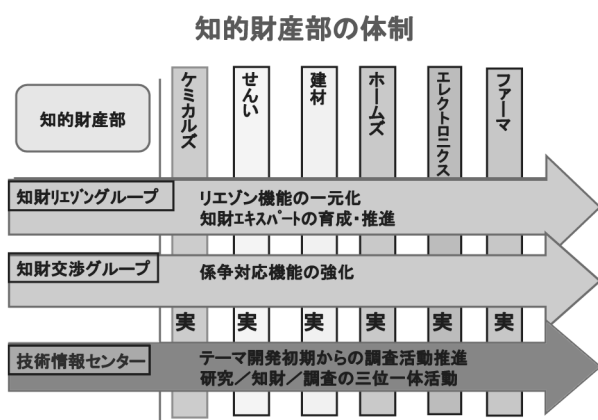 知的財産部の体制
知的財産部
ケミカルズ
せんい
建材
ホームズ
エレクトロニクス
ファーマ
知財リエゾングループ
リエゾン機能の一元化
知財エキスパートの育成・推進
知財交渉グループ
係争対応機能の強化
実 実 実 実 実 実
技術情報センター
テーマ開発初期からの調査活動推進
研究／知財／調査の三位一体活動